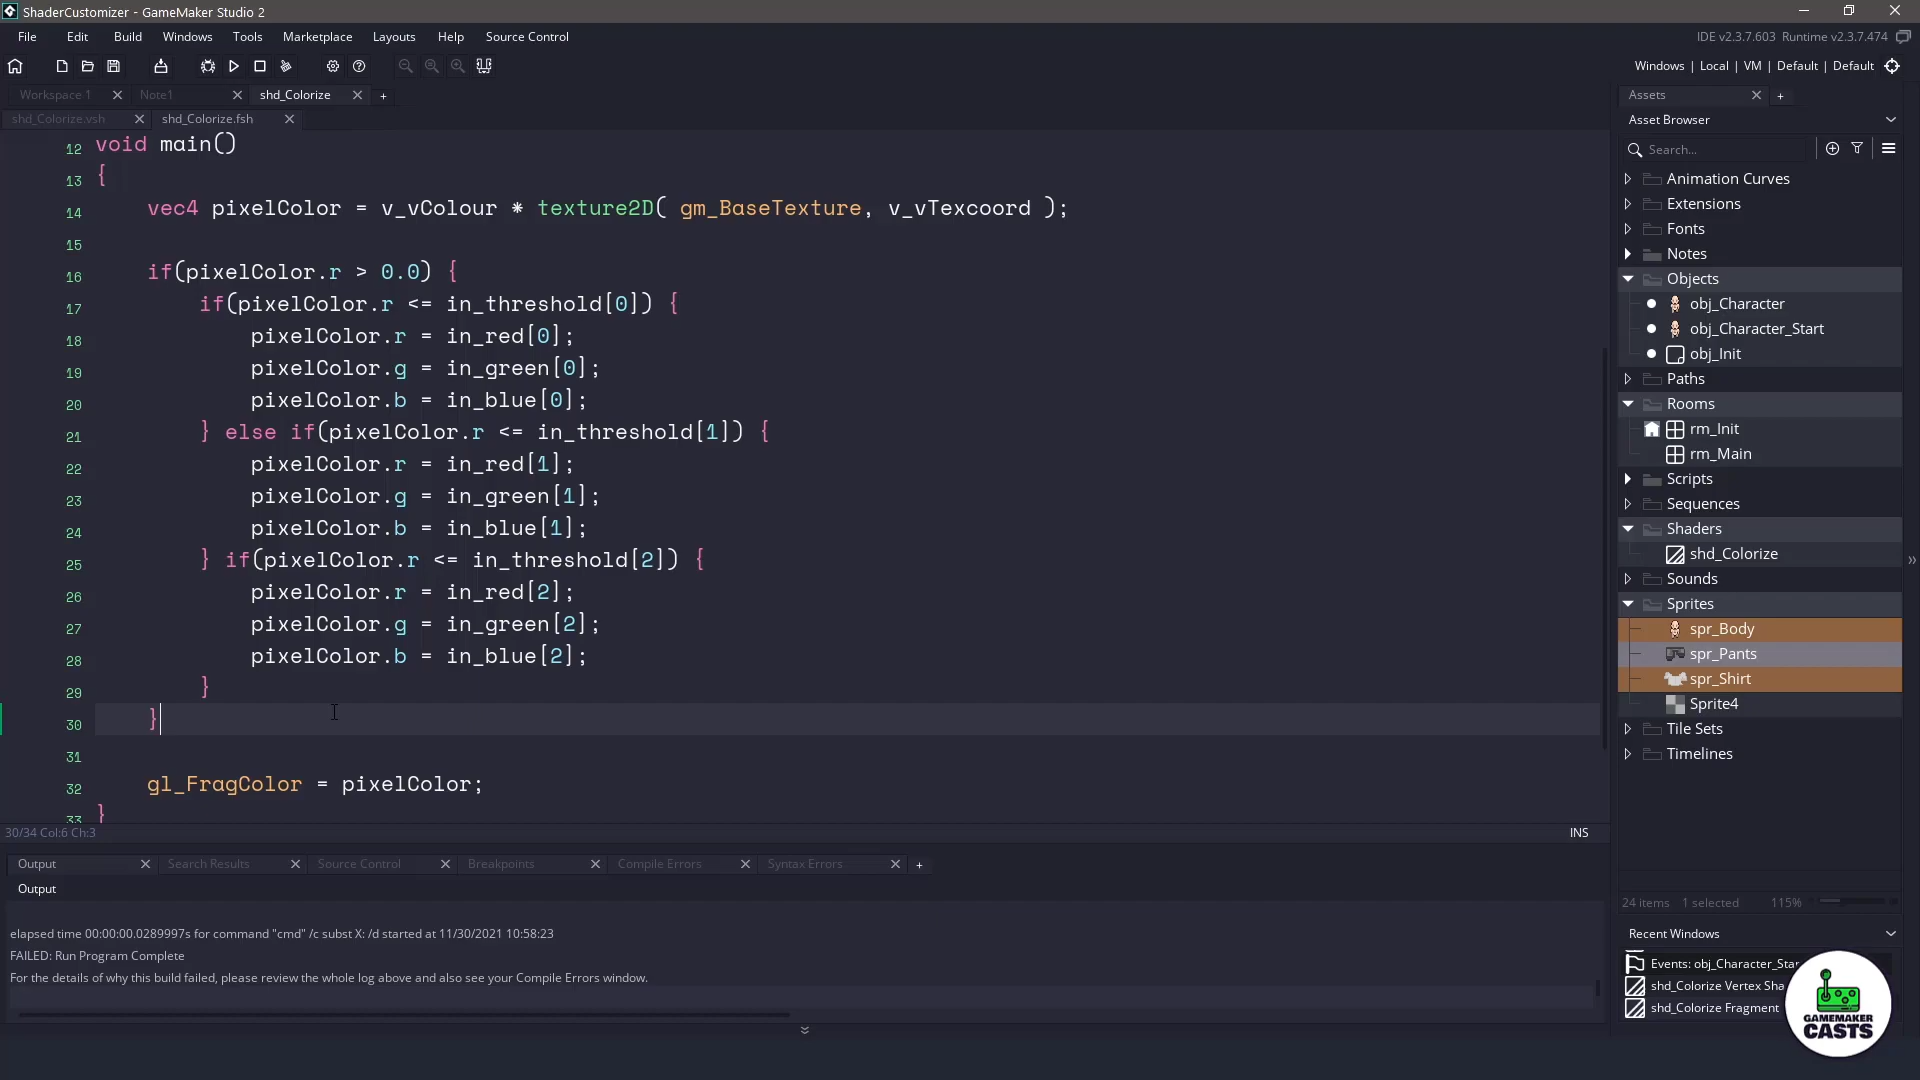 ShaderCustomizer - GameMaker Studio 2
File Edit Build Windows Tools Marketplace Layouts Help Source Control
IDE v2.3.7.603 Runtime v2.3.7.474
Windows | Local | VM | Default | Default
Workspace 1
Note1
shd_Colorize
+
shd_Colorize.vsh
shd_Colorize.fsh
12 void main()
13 {
14 vec4 pixelColor = v_vColour * texture2D( gm_BaseTexture, v_vTexcoord );
15
16 if(pixelColor.r > 0.0) {
17 if(pixelColor.r <= in_threshold[0]) {
18 pixelColor.r = in_red[0];
19 pixelColor.g = in_green[0];
20 pixelColor.b = in_blue[0];
21 } else if(pixelColor.r <= in_threshold[1]) {
22 pixelColor.r = in_red[1];
23 pixelColor.g = in_green[1];
24 pixelColor.b = in_blue[1];
25 } if(pixelColor.r <= in_threshold[2]) {
26 pixelColor.r = in_red[2];
27 pixelColor.g = in_green[2];
28 pixelColor.b = in_blue[2];
29 }
30 }
31
32 gl_FragColor = pixelColor;
33 }
30/34 Col:6 Ch:3
INS
Output
Search Results
Source Control
Breakpoints
Compile Errors
Syntax Errors
+
Output
elapsed time 00:00:00.0289997s for command "cmd" /c subst X: /d started at 11/30/2021 10:58:23
FAILED: Run Program Complete
For the details of why this build failed, please review the whole log above and also see your Compile Errors window.
Assets
+
Asset Browser
Search...
Animation Curves
Extensions
Fonts
Notes
Objects
obj_Character
obj_Character_Start
obj_Init
Paths
Rooms
rm_Init
rm_Main
Scripts
Sequences
Shaders
shd_Colorize
Sounds
Sprites
spr_Body
spr_Pants
spr_Shirt
Sprite4
Tile Sets
Timelines
24 items 1 selected 115%
Recent Windows
Events: obj_Character_Star
shd_Colorize Vertex Sha
shd_Colorize Fragment
GAMEMAKER
CASTS